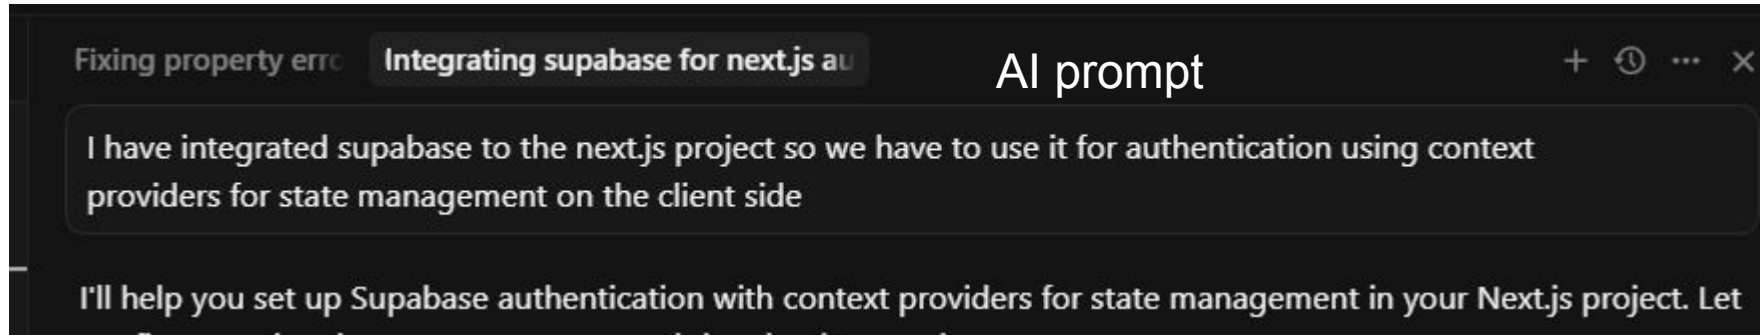 Fixing property erro
Integrating supabase for next.js au
AI prompt
I have integrated supabase to the next.js project so we have to use it for authentication using context
providers for state management on the client side
I'll help you set up Supabase authentication with context providers for state management in your Next.js project. Let